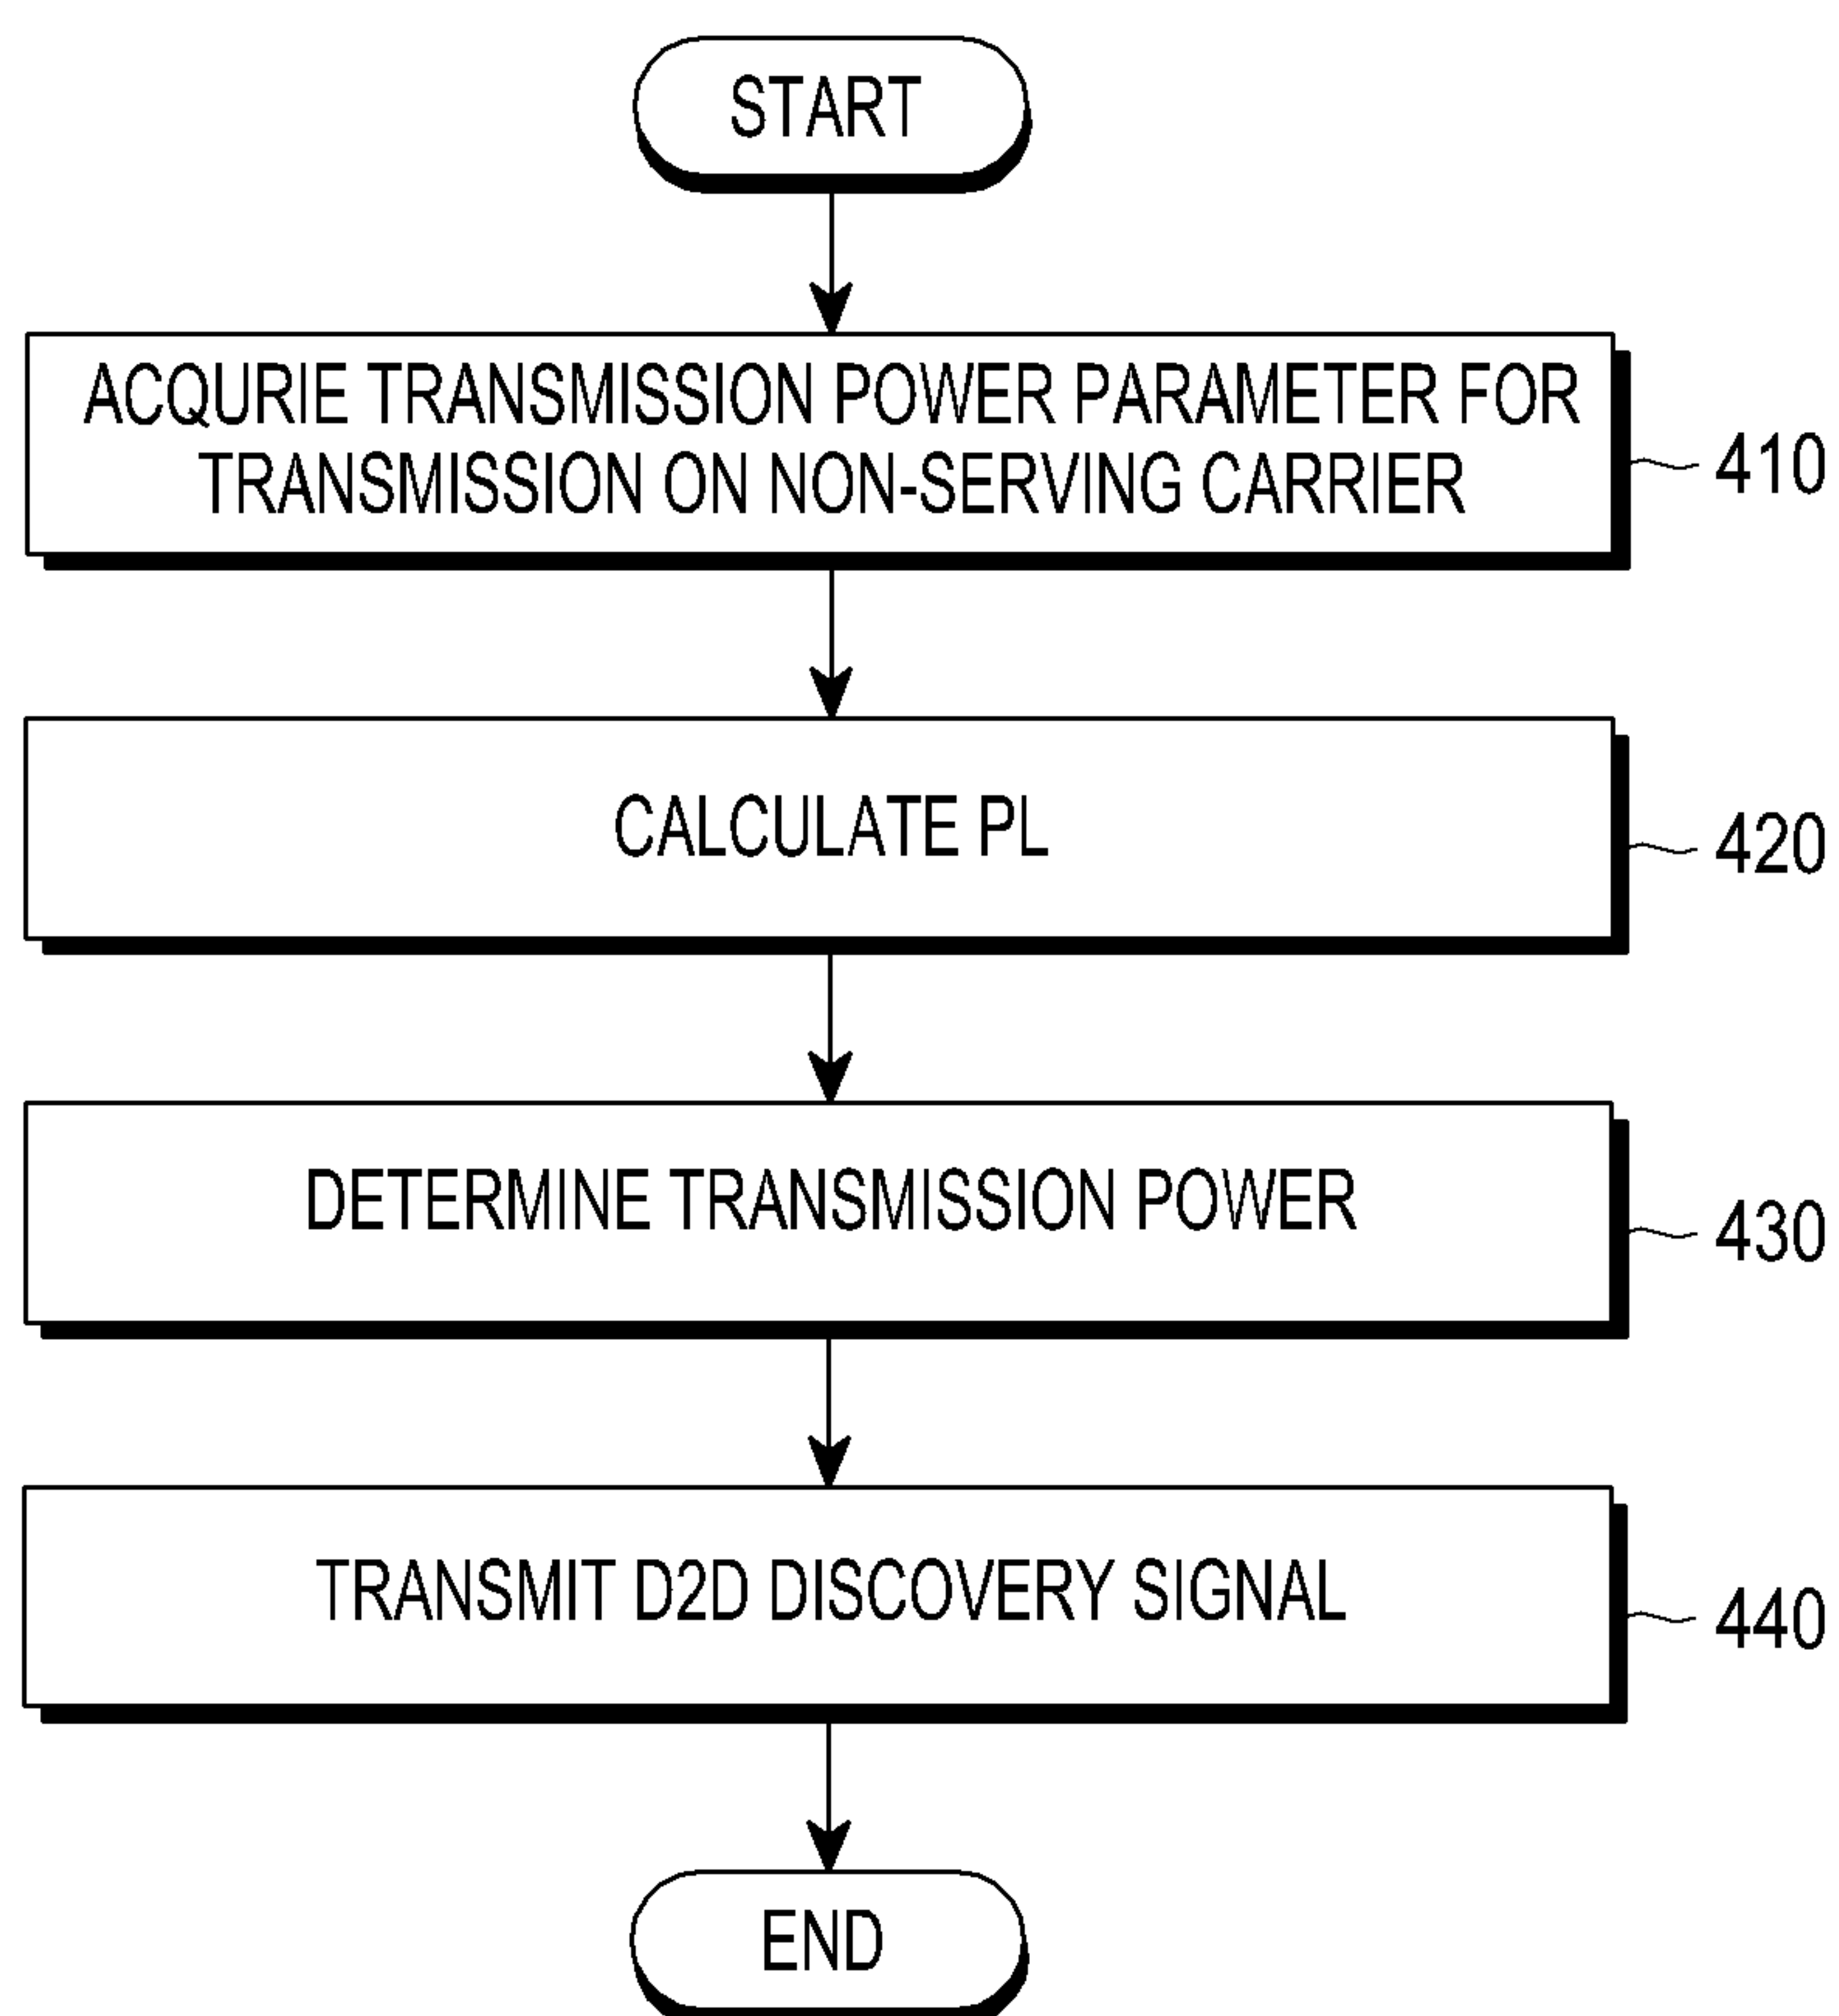 START
ACQURIE TRANSMISSION POWER PARAMETER FOR
TRANSMISSION ON NON-SERVING CARRIER
410
CALCULATE PL
420
DETERMINE TRANSMISSION POWER
430
TRANSMIT D2D DISCOVERY SIGNAL
440
END